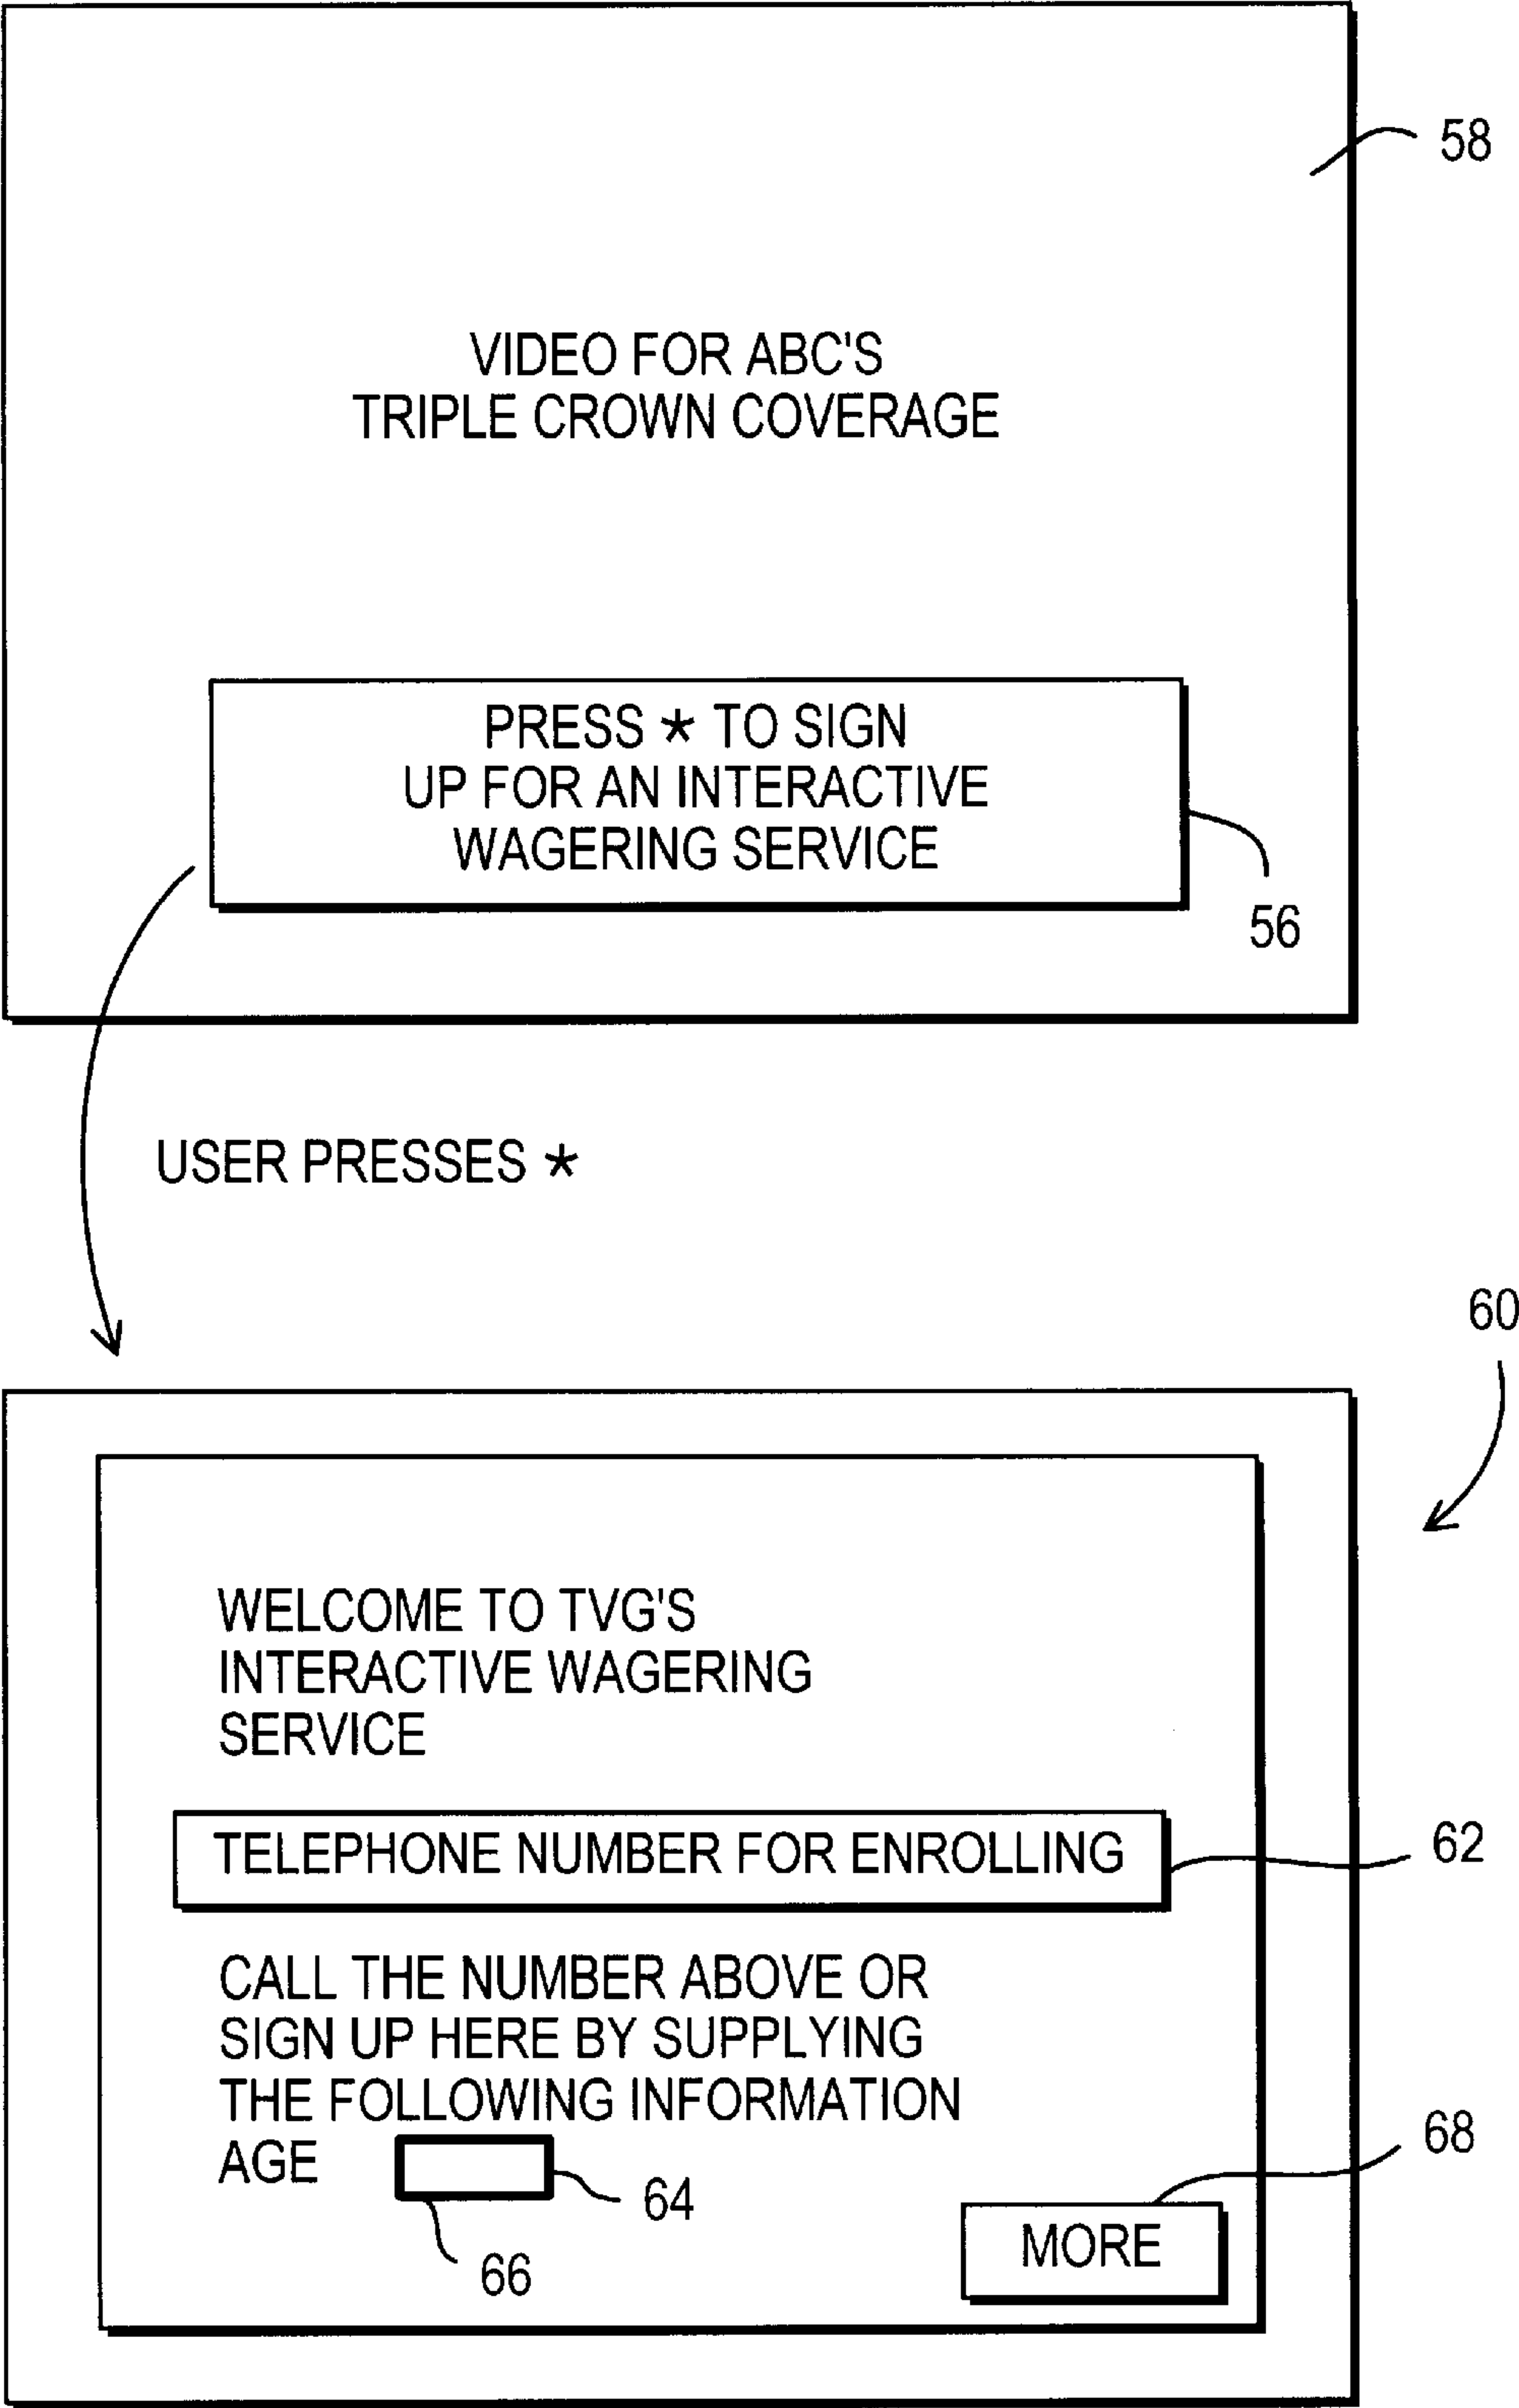 58
VIDEO FOR ABC'S
TRIPLE CROWN COVERAGE
PRESS * TO SIGN
UP FOR AN INTERACTIVE
WAGERING SERVICE
56
USER PRESSES *
60
WELCOME TO TVG'S
INTERACTIVE WAGERING
SERVICE
TELEPHONE NUMBER FOR ENROLLING
62
CALL THE NUMBER ABOVE OR
SIGN UP HERE BY SUPPLYING
THE FOLLOWING INFORMATION
AGE
64
68
66
MORE